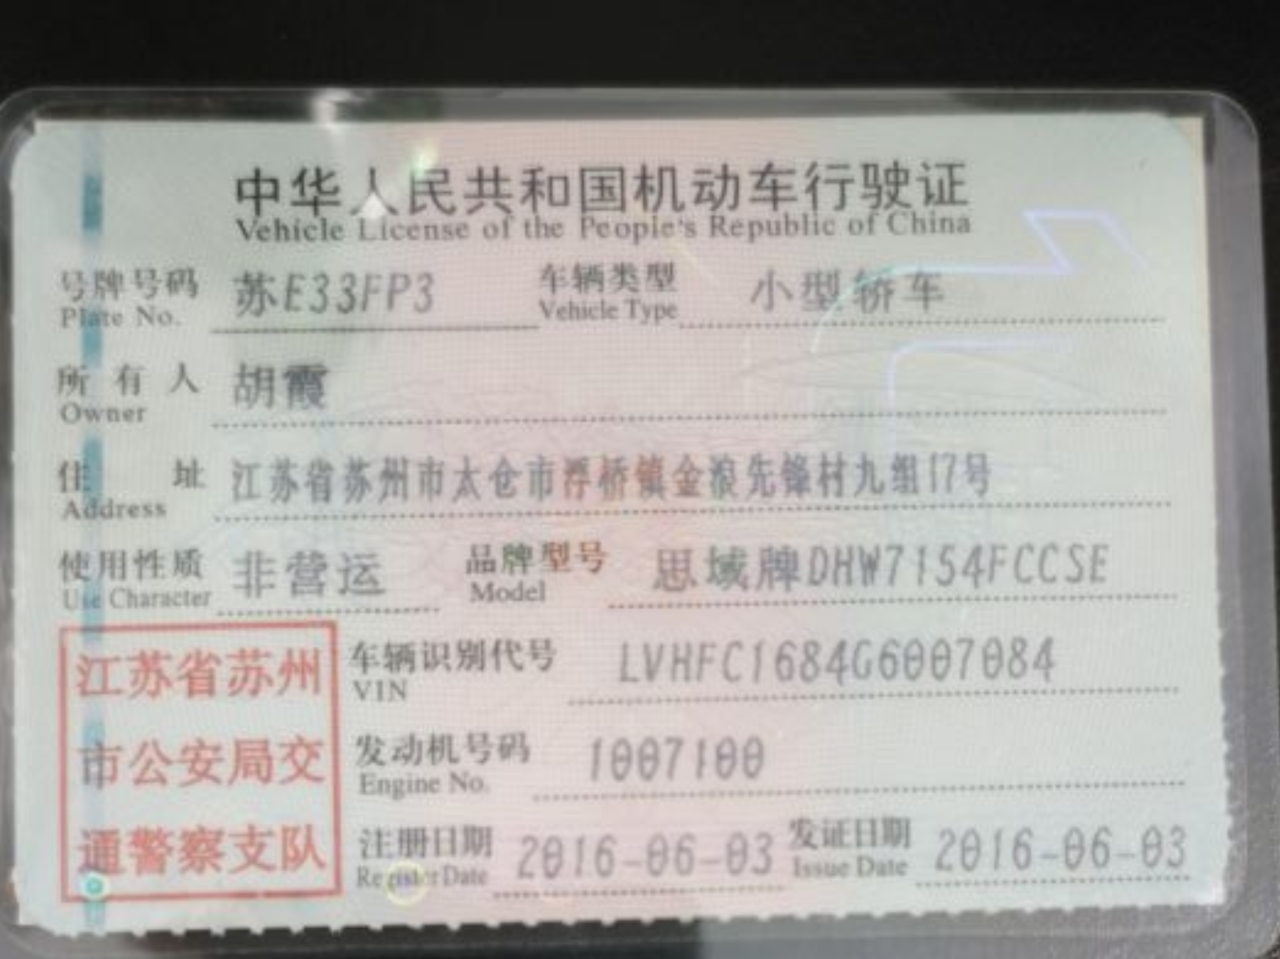 中华人民共和国机动车行驶证
Vehicle License of the People's Republic of China
号牌号码 苏E33FP3 车辆类型 小型轿车
Plate No. Vehicle Type
所有人 胡霞
Owner
住址 江苏省苏州市太仓市浮桥镇金浪先锋村九组17号
Address
使用性质 非营运 品牌型号 思域牌DHW7154FCCSE
Use Character Model
江苏省苏州 车辆识别代号 LVHFC1684G6007084
VIN
市公安局交 发动机号码 1007100
Engine No.
通警察支队 注册日期 2016-06-03 发证日期 2016-06-03
Register Date Issue Date